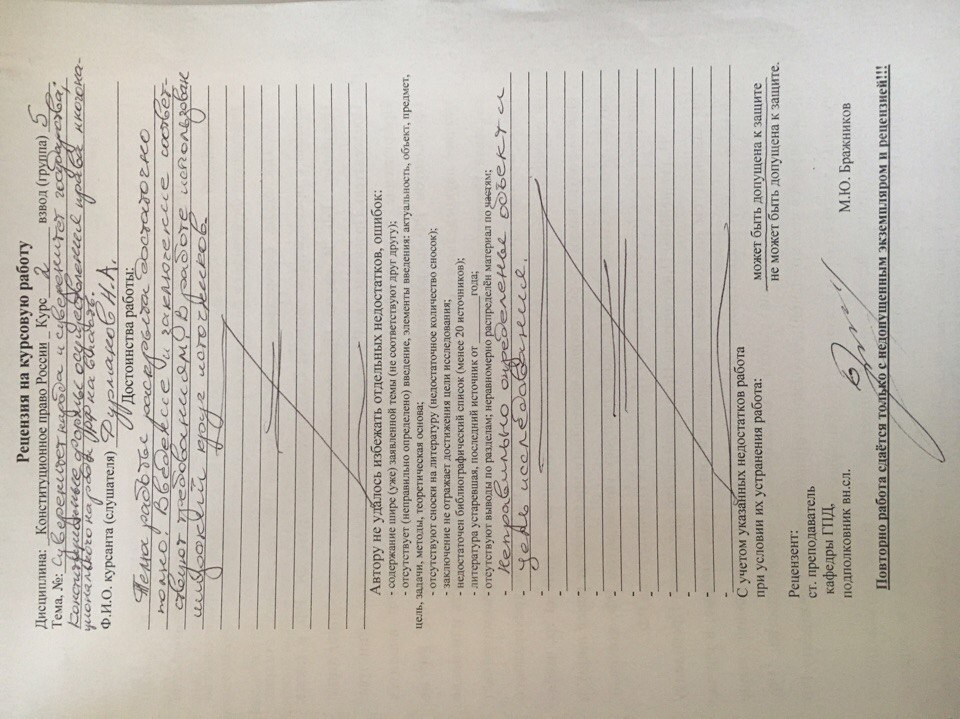 Рецензия на курсовую работу
Дисциплина: Конституционное право России Курс 2 взвод (группа) 5
Тема. №: Суверенитет народа и суверенитет государства;
конституционные формы осуществления права многона-
ционального народа на власть.
Ф.И.О. курсанта (слушателя) Дурманов Н.А.
Достоинства работы:
Тема работы раскрыта достаточно
полно. Введение и заключение соответ-
ствуют требованиям. В работе использован
широкий круг источников.
Автору не удалось избежать отдельных недостатков, ошибок:
- содержание шире (уже) заявленной темы (не соответствуют друг другу);
- отсутствует (неправильно определено) введение, элементы введения: актуальность, объект, предмет,
цель, задачи, методы, теоретическая основа;
- отсутствуют сноски на литературу (недостаточное количество сносок);
- заключение не отражает достижения цели исследования;
- недостаточен библиографический список (менее 20 источников);
- литература устаревшая, последний источник от ____ года;
- отсутствуют выводы по разделам; неравномерно распределён материал по частям;
- Неправильно определены объект и
- цель исследования.
С учетом указанных недостатков работа
при условии их устранения работа:
может быть допущена к защите
не может быть допущена к защите.
Рецензент:
ст. преподаватель
кафедры ГПД,
подполковник вн.сл.
М.Ю. Бражников
Повторно работа сдаётся только с недопущенным экземпляром и рецензией!!!